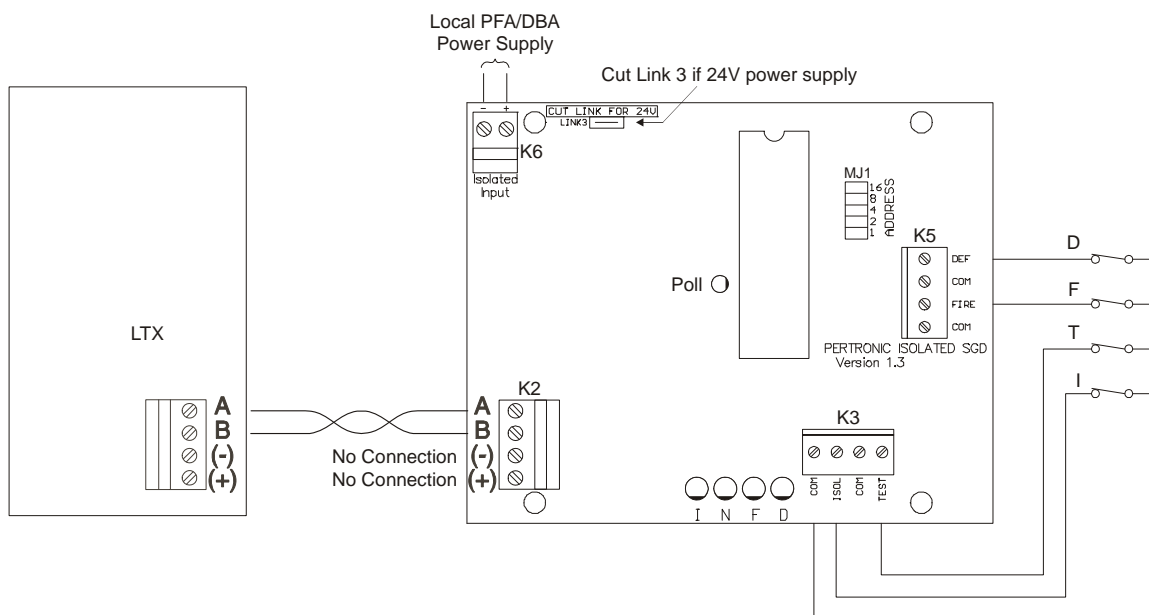 Local PFA/DBA
Power Supply
Cut Link 3 if 24V power supply
- +
CUT LINK FOR 24V
LINK3
K6
Isolated
Input
MJ1
16
8
4
2
1
ADDRESS
K5
DEF
COM
FIRE
COM
D
F
T
I
Poll
LTX
PERTRONIC ISOLATED SGD
Version 1.3
A
B
(-)
(+)
K2
A
B
No Connection (-)
No Connection (+)
K3
COM
ISOL
COM
TEST
I N F D